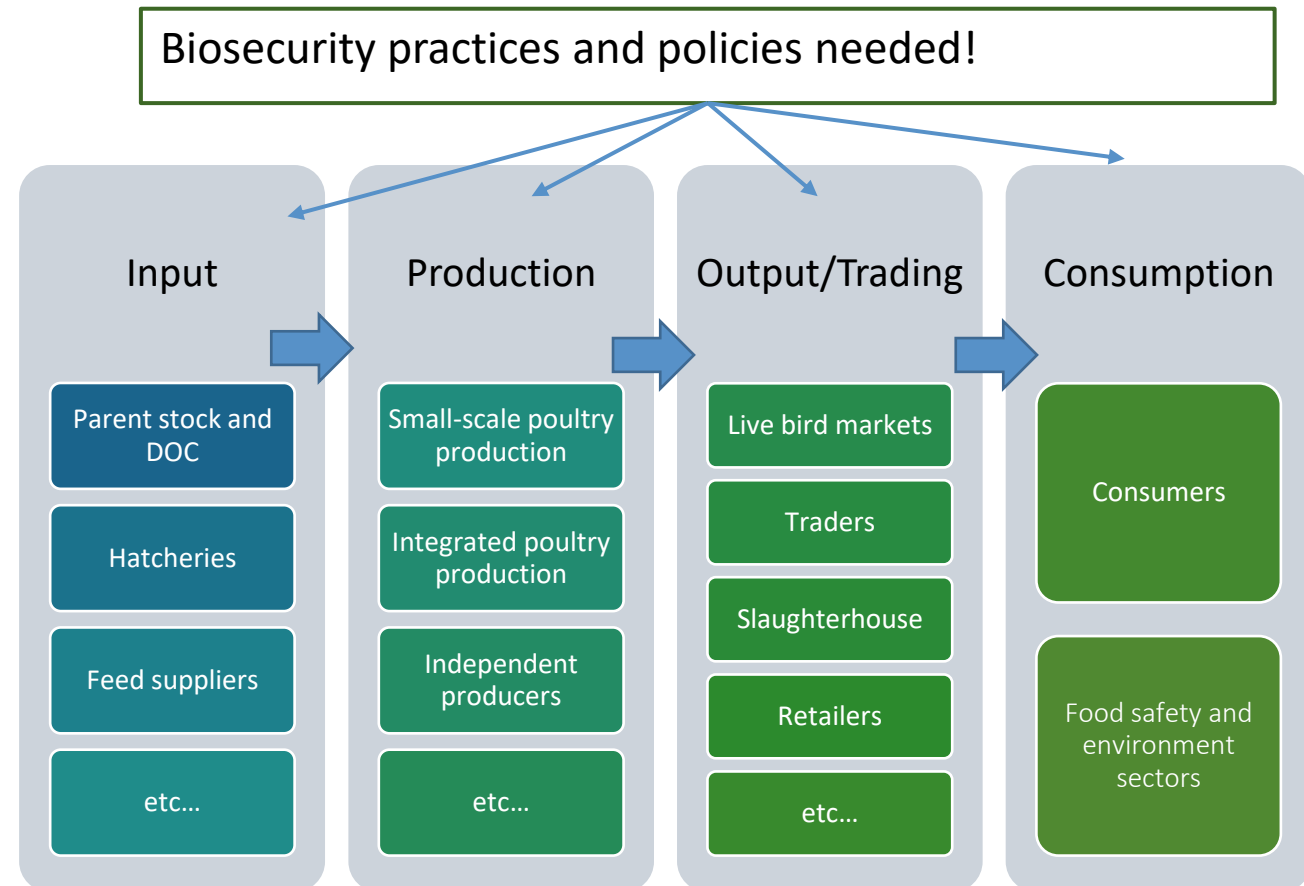 Biosecurity practices and policies needed!
Input
Parent stock and
DOC
Hatcheries
Feed suppliers
etc...
Production
Small-scale poultry
production
Integrated poultry
production
Independent
producers
etc...
Output/Trading
Live bird markets
Traders
Slaughterhouse
Retailers
etc...
Consumption
Consumers
Food safety and
environment
sectors